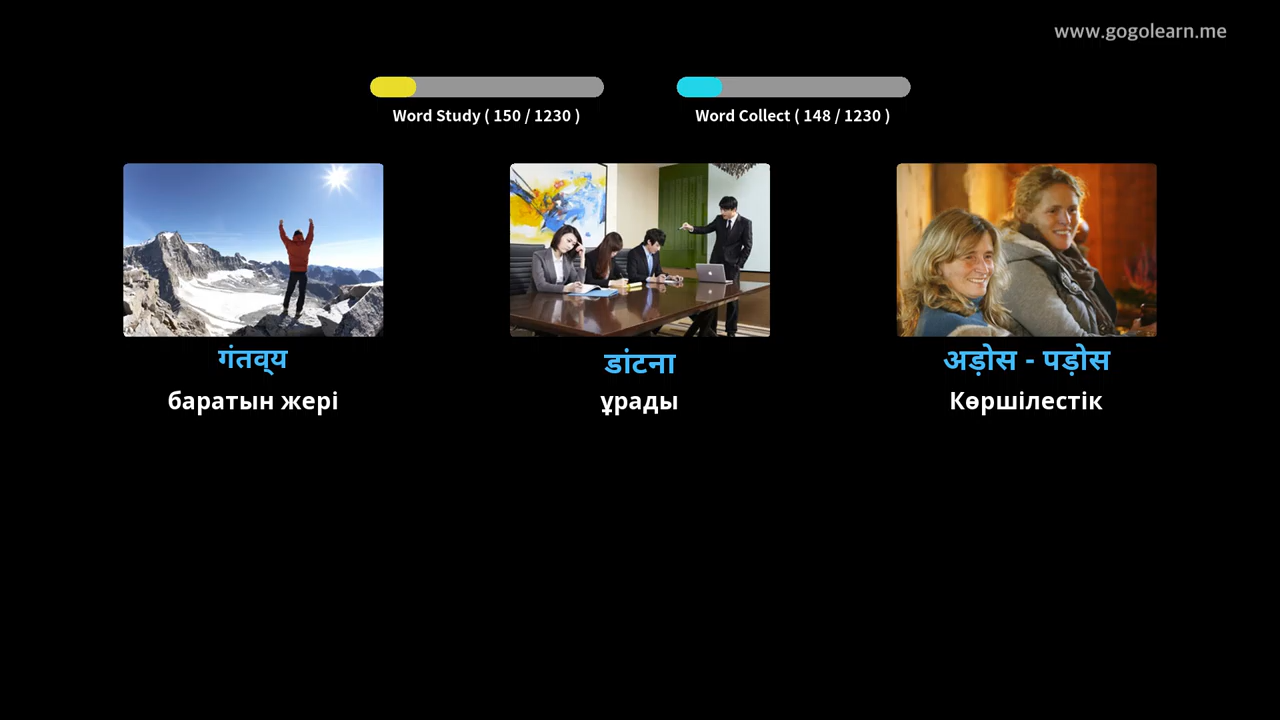 www.gogolearn.me
Word Study ( 150 / 1230 )
Word Collect ( 148 / 1230 )
गंतव्य
डांटना
अड़ोस - पड़ोस
баратын жері
ұрады
Көршілестік